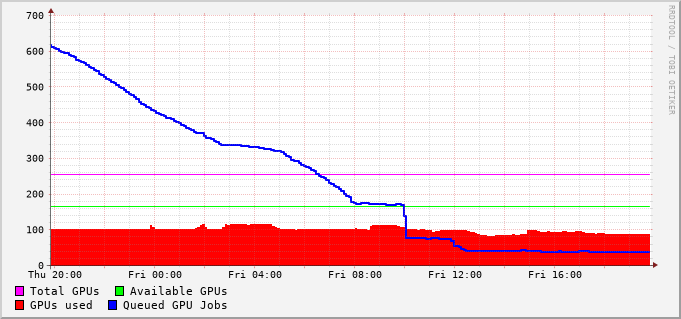 700
600
500
400
300
200
100
0
Thu 20:00 Fri 00:00 Fri 04:00 Fri 08:00 Fri 12:00 Fri 16:00
Total GPUs Available GPUs
GPUs used Queued GPU Jobs
RRDTOOL / TOBI OETIKER